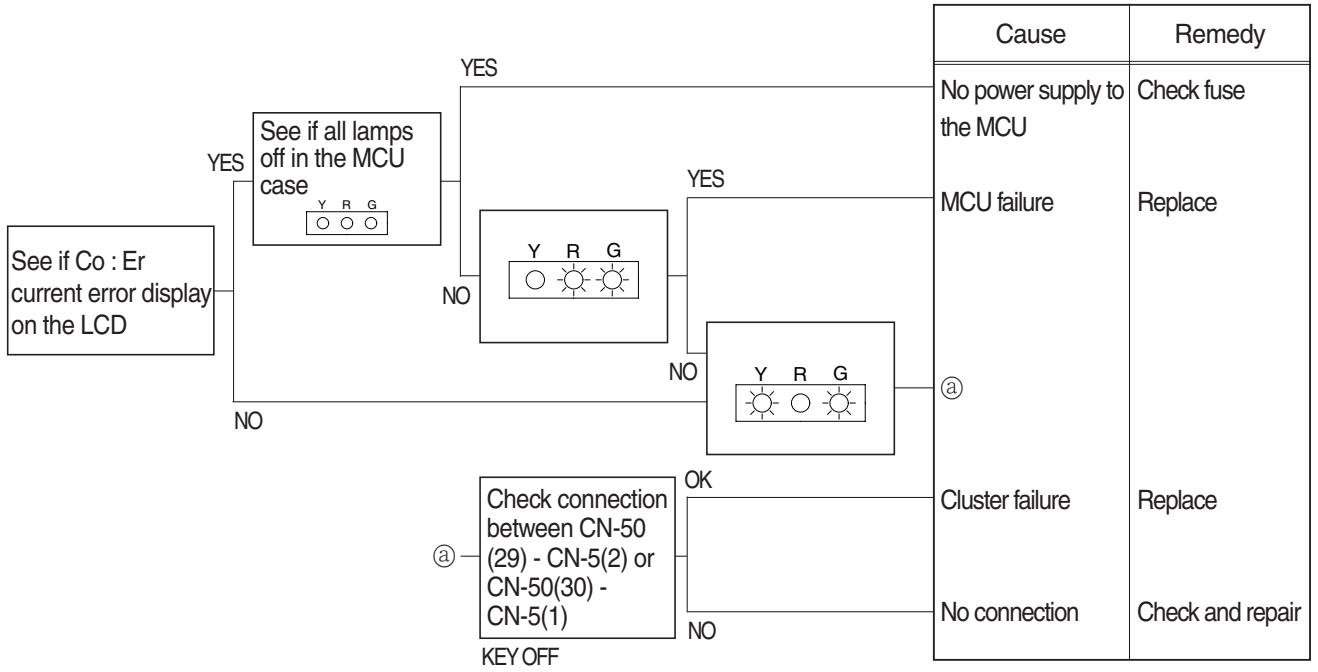 Cause Remedy
YES
No power supply to Check fuse
the MCU
See if all lamps
off in the MCU
case
Y R G
YES
YES
MCU failure Replace
See if Co : Er
current error display
on the LCD
Y R G
NO
NO
Y R G
ⓐ
NO
OK
Check connection
between CN-50
(29) - CN-5(2) or
CN-50(30) -
CN-5(1)
ⓐ
Cluster failure Replace
No connection Check and repair
NO
KEY OFF